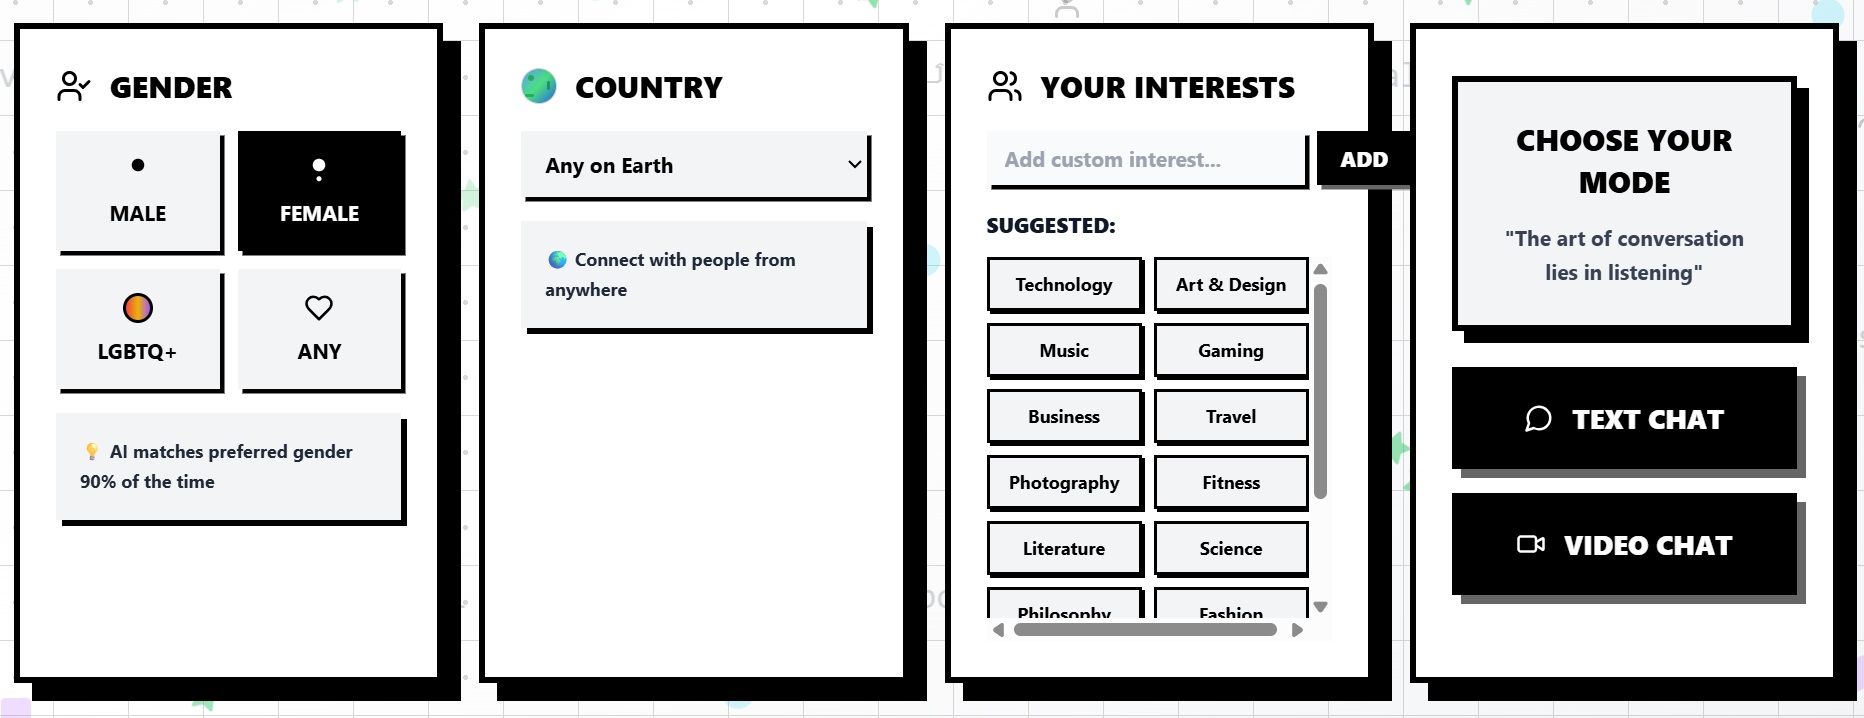 GENDER
MALE
FEMALE
LGBTQ+
ANY
AI matches preferred gender
90% of the time
COUNTRY
Any on Earth
Connect with people from
anywhere
YOUR INTERESTS
Add custom interest...
ADD
SUGGESTED:
Technology
Art & Design
Music
Gaming
Business
Travel
Photography
Fitness
Literature
Science
Philosophy
Fashion
CHOOSE YOUR
MODE
"The art of conversation
lies in listening"
TEXT CHAT
VIDEO CHAT